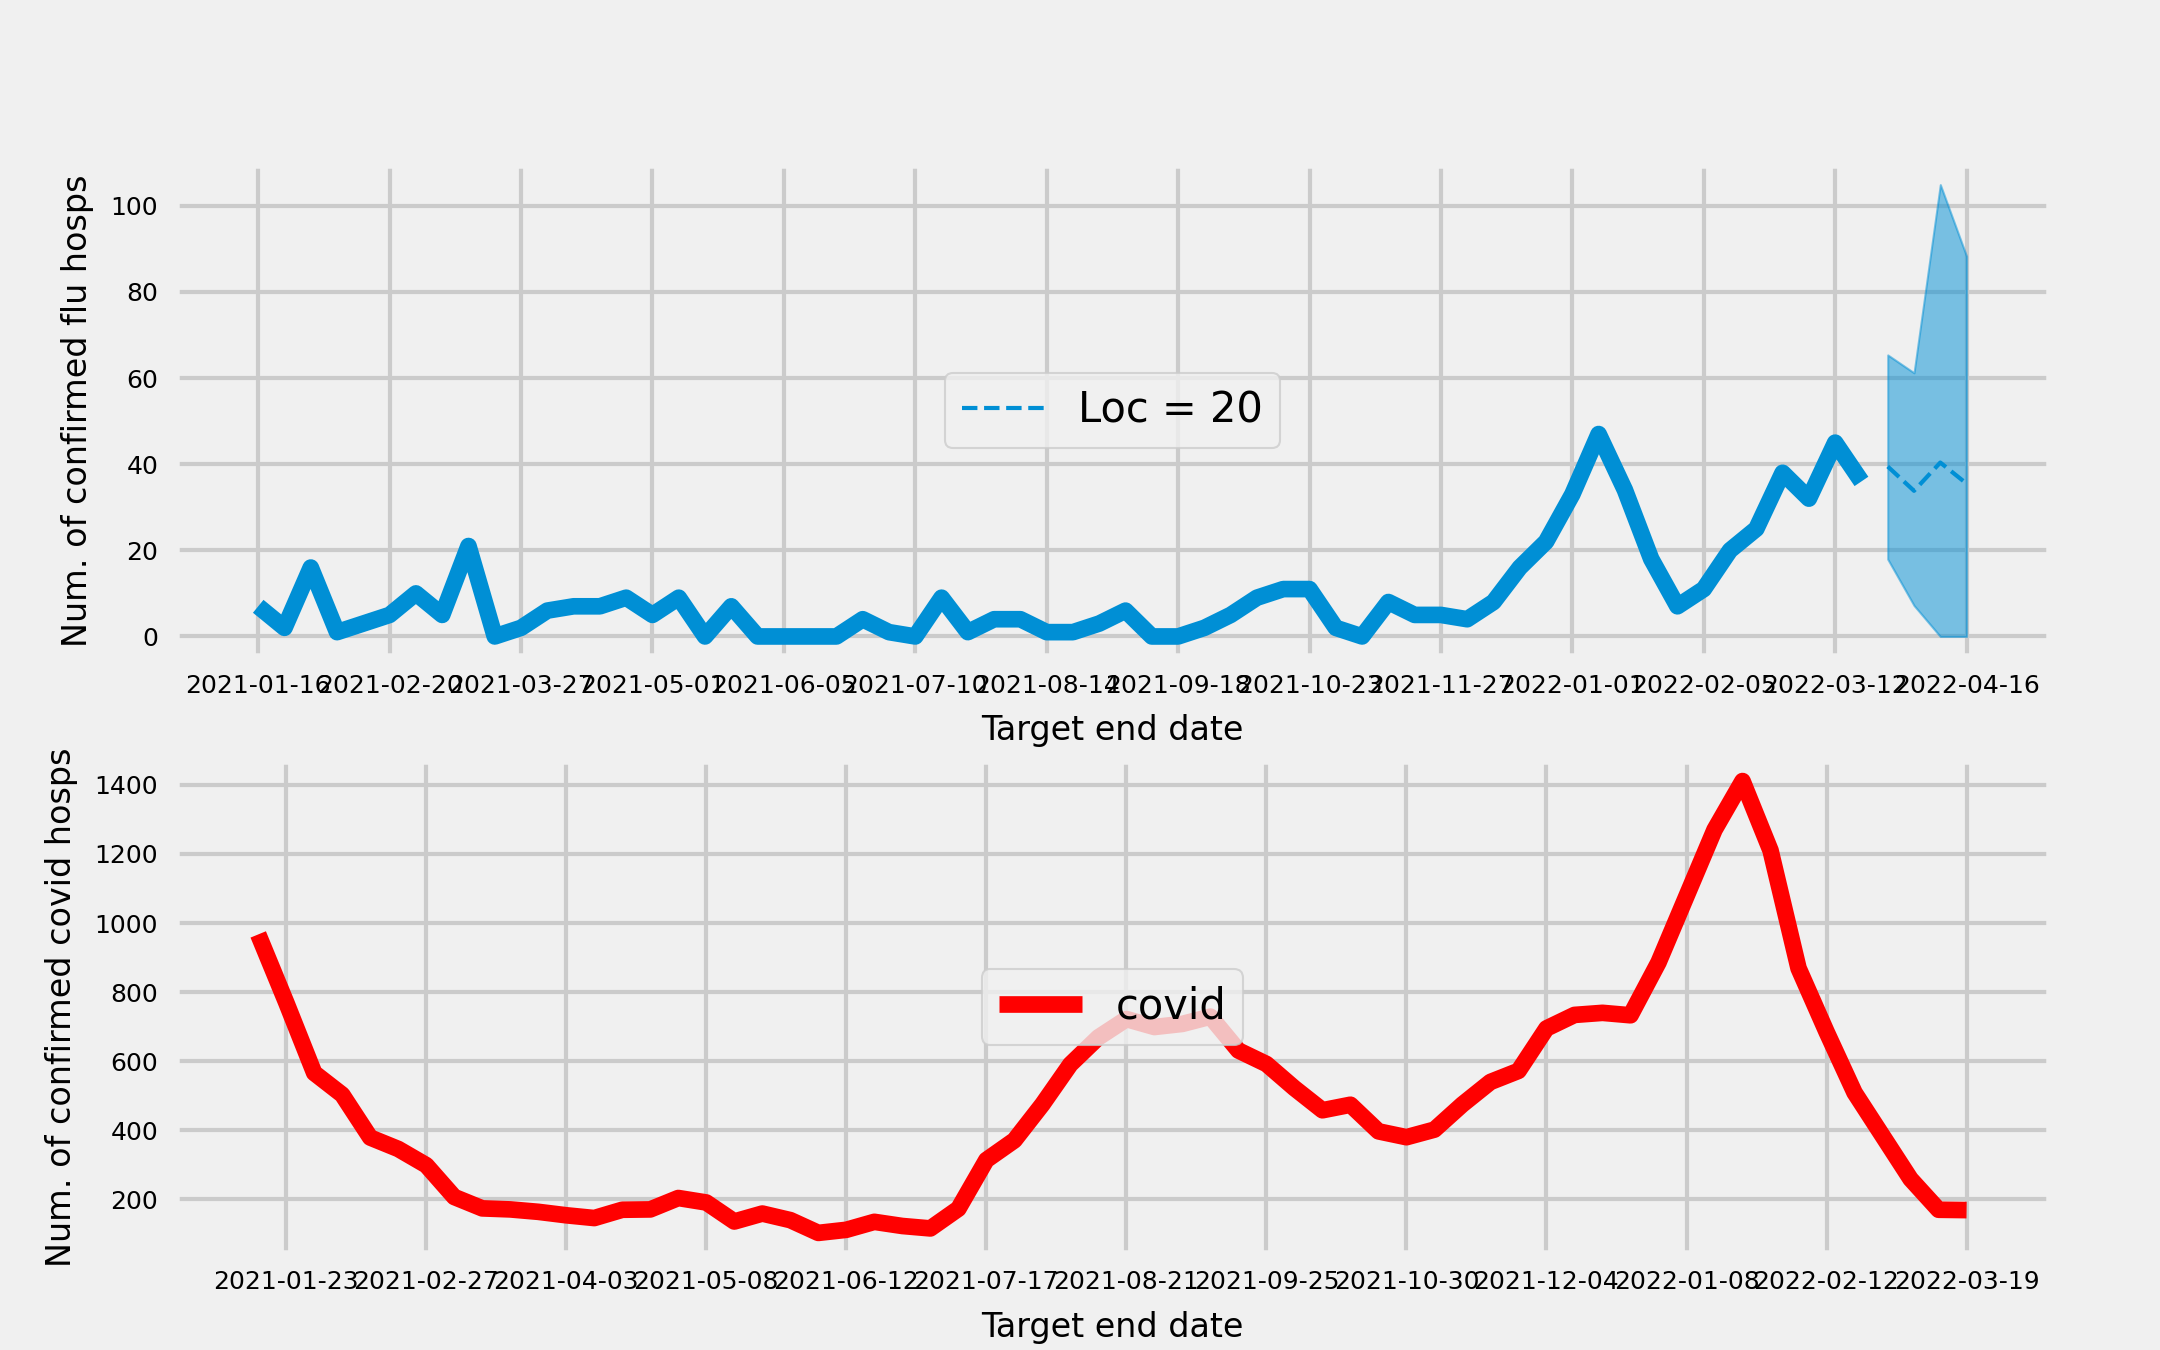 Num. of confirmed flu hosps
100
80
60
40
20
0
Loc = 20
2021-01-16 2021-02-20 2021-03-27 2021-05-01 2021-06-05 2021-07-10 2021-08-14 2021-09-18 2021-10-23 2021-11-27 2022-01-01 2022-02-05 2022-03-12 2022-04-16
Target end date
Num. of confirmed covid hosps
1400
1200
1000
800
600
400
200
covid
2021-01-23 2021-02-27 2021-04-03 2021-05-08 2021-06-12 2021-07-17 2021-08-21 2021-09-25 2021-10-30 2021-12-04 2022-01-08 2022-02-12 2022-03-19
Target end date